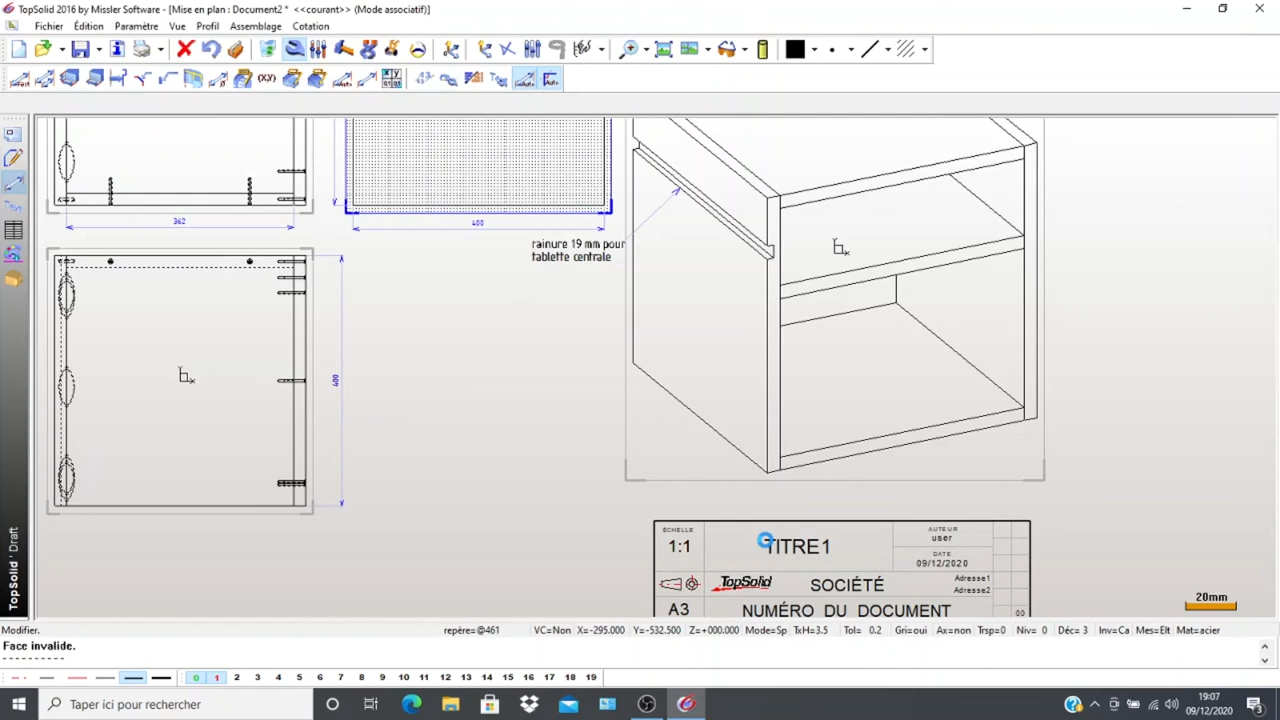 TopSolid 2016 by Missler Software - [Mise en plan : Document2 * <<courant>> (Mode associatif)]
Fichier Édition Paramètre Vue Profil Assemblage Bitmap Cotation
362
400
400
rainure 19 mm pour
tablette centrale
ÉCHELLE
1:1
TITRE1
AUTEUR
user
DATE
09/12/2020
TopSolid
SOCIÉTÉ
Adresse1
Adresse2
A3
NUMÉRO DU DOCUMENT
00
20mm
TopSolid ' Draft
Modifier.
repère=@461 VC=Non X=-295.000 Y=-532.500 Z=+000.000 Mode=Sp TxH=3.5 Tol= 0.2 Gri=oui Ax=non Trsp=0 Niv= 0 Déc= 3 Inv=Ca Mes=Elt Mat=acier
Face invalide.
0 1 2 3 4 5 6 7 8 9 10 11 12 13 14 15 16 17 18 19
Taper ici pour rechercher
19:07
09/12/2020
3